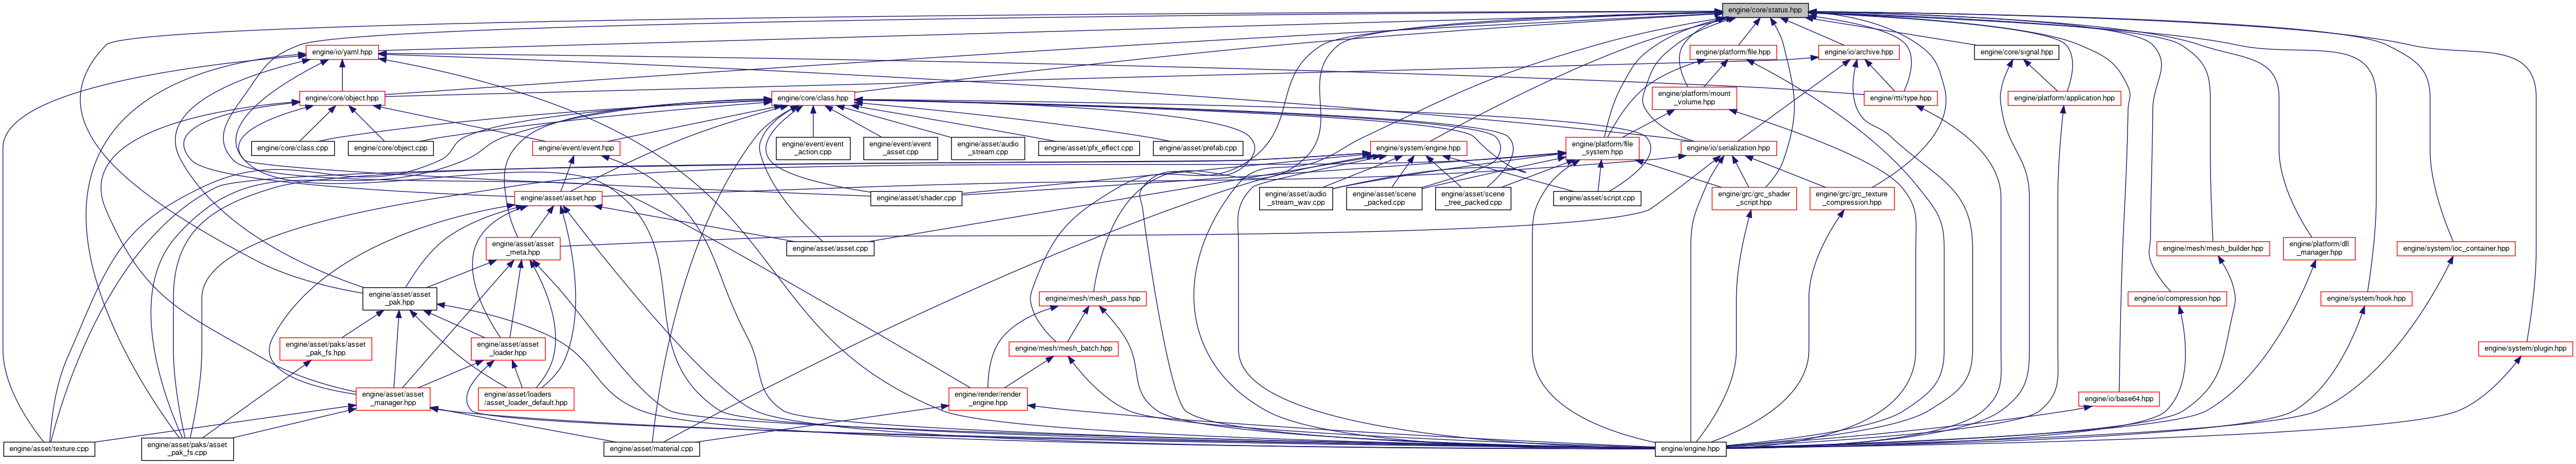 engine/core/status.hpp
engine/io/yaml.hpp
engine/platform/file.hpp
engine/io/archive.hpp
engine/core/signal.hpp
engine/core/object.hpp
engine/core/class.hpp
engine/platform/mount
_volume.hpp
engine/rtti/type.hpp
engine/platform/application.hpp
engine/core/class.cpp
engine/core/object.cpp
engine/event/event.hpp
engine/event/event
_action.cpp
engine/event/event
_asset.cpp
engine/asset/audio
_stream.cpp
engine/asset/pfx_effect.cpp
engine/asset/prefab.cpp
engine/system/engine.hpp
engine/platform/file
_system.hpp
engine/io/serialization.hpp
engine/asset/asset.hpp
engine/asset/shader.cpp
engine/asset/audio
_stream_wav.cpp
engine/asset/scene
_packed.cpp
engine/asset/scene
_tree_packed.cpp
engine/asset/script.cpp
engine/grc/grc_shader
_script.hpp
engine/grc/grc_texture
_compression.hpp
engine/asset/asset
_meta.hpp
engine/asset/asset.cpp
engine/mesh/mesh_builder.hpp
engine/platform/dll
_manager.hpp
engine/system/ioc_container.hpp
engine/asset/asset
_pak.hpp
engine/mesh/mesh_pass.hpp
engine/io/compression.hpp
engine/system/hook.hpp
engine/asset/paks/asset
_pak_fs.hpp
engine/asset/asset
_loader.hpp
engine/mesh/mesh_batch.hpp
engine/system/plugin.hpp
engine/asset/asset
_manager.hpp
engine/asset/loaders
/asset_loader_default.hpp
engine/render/render
_engine.hpp
engine/io/base64.hpp
engine/asset/texture.cpp
engine/asset/paks/asset
_pak_fs.cpp
engine/asset/material.cpp
engine/engine.hpp